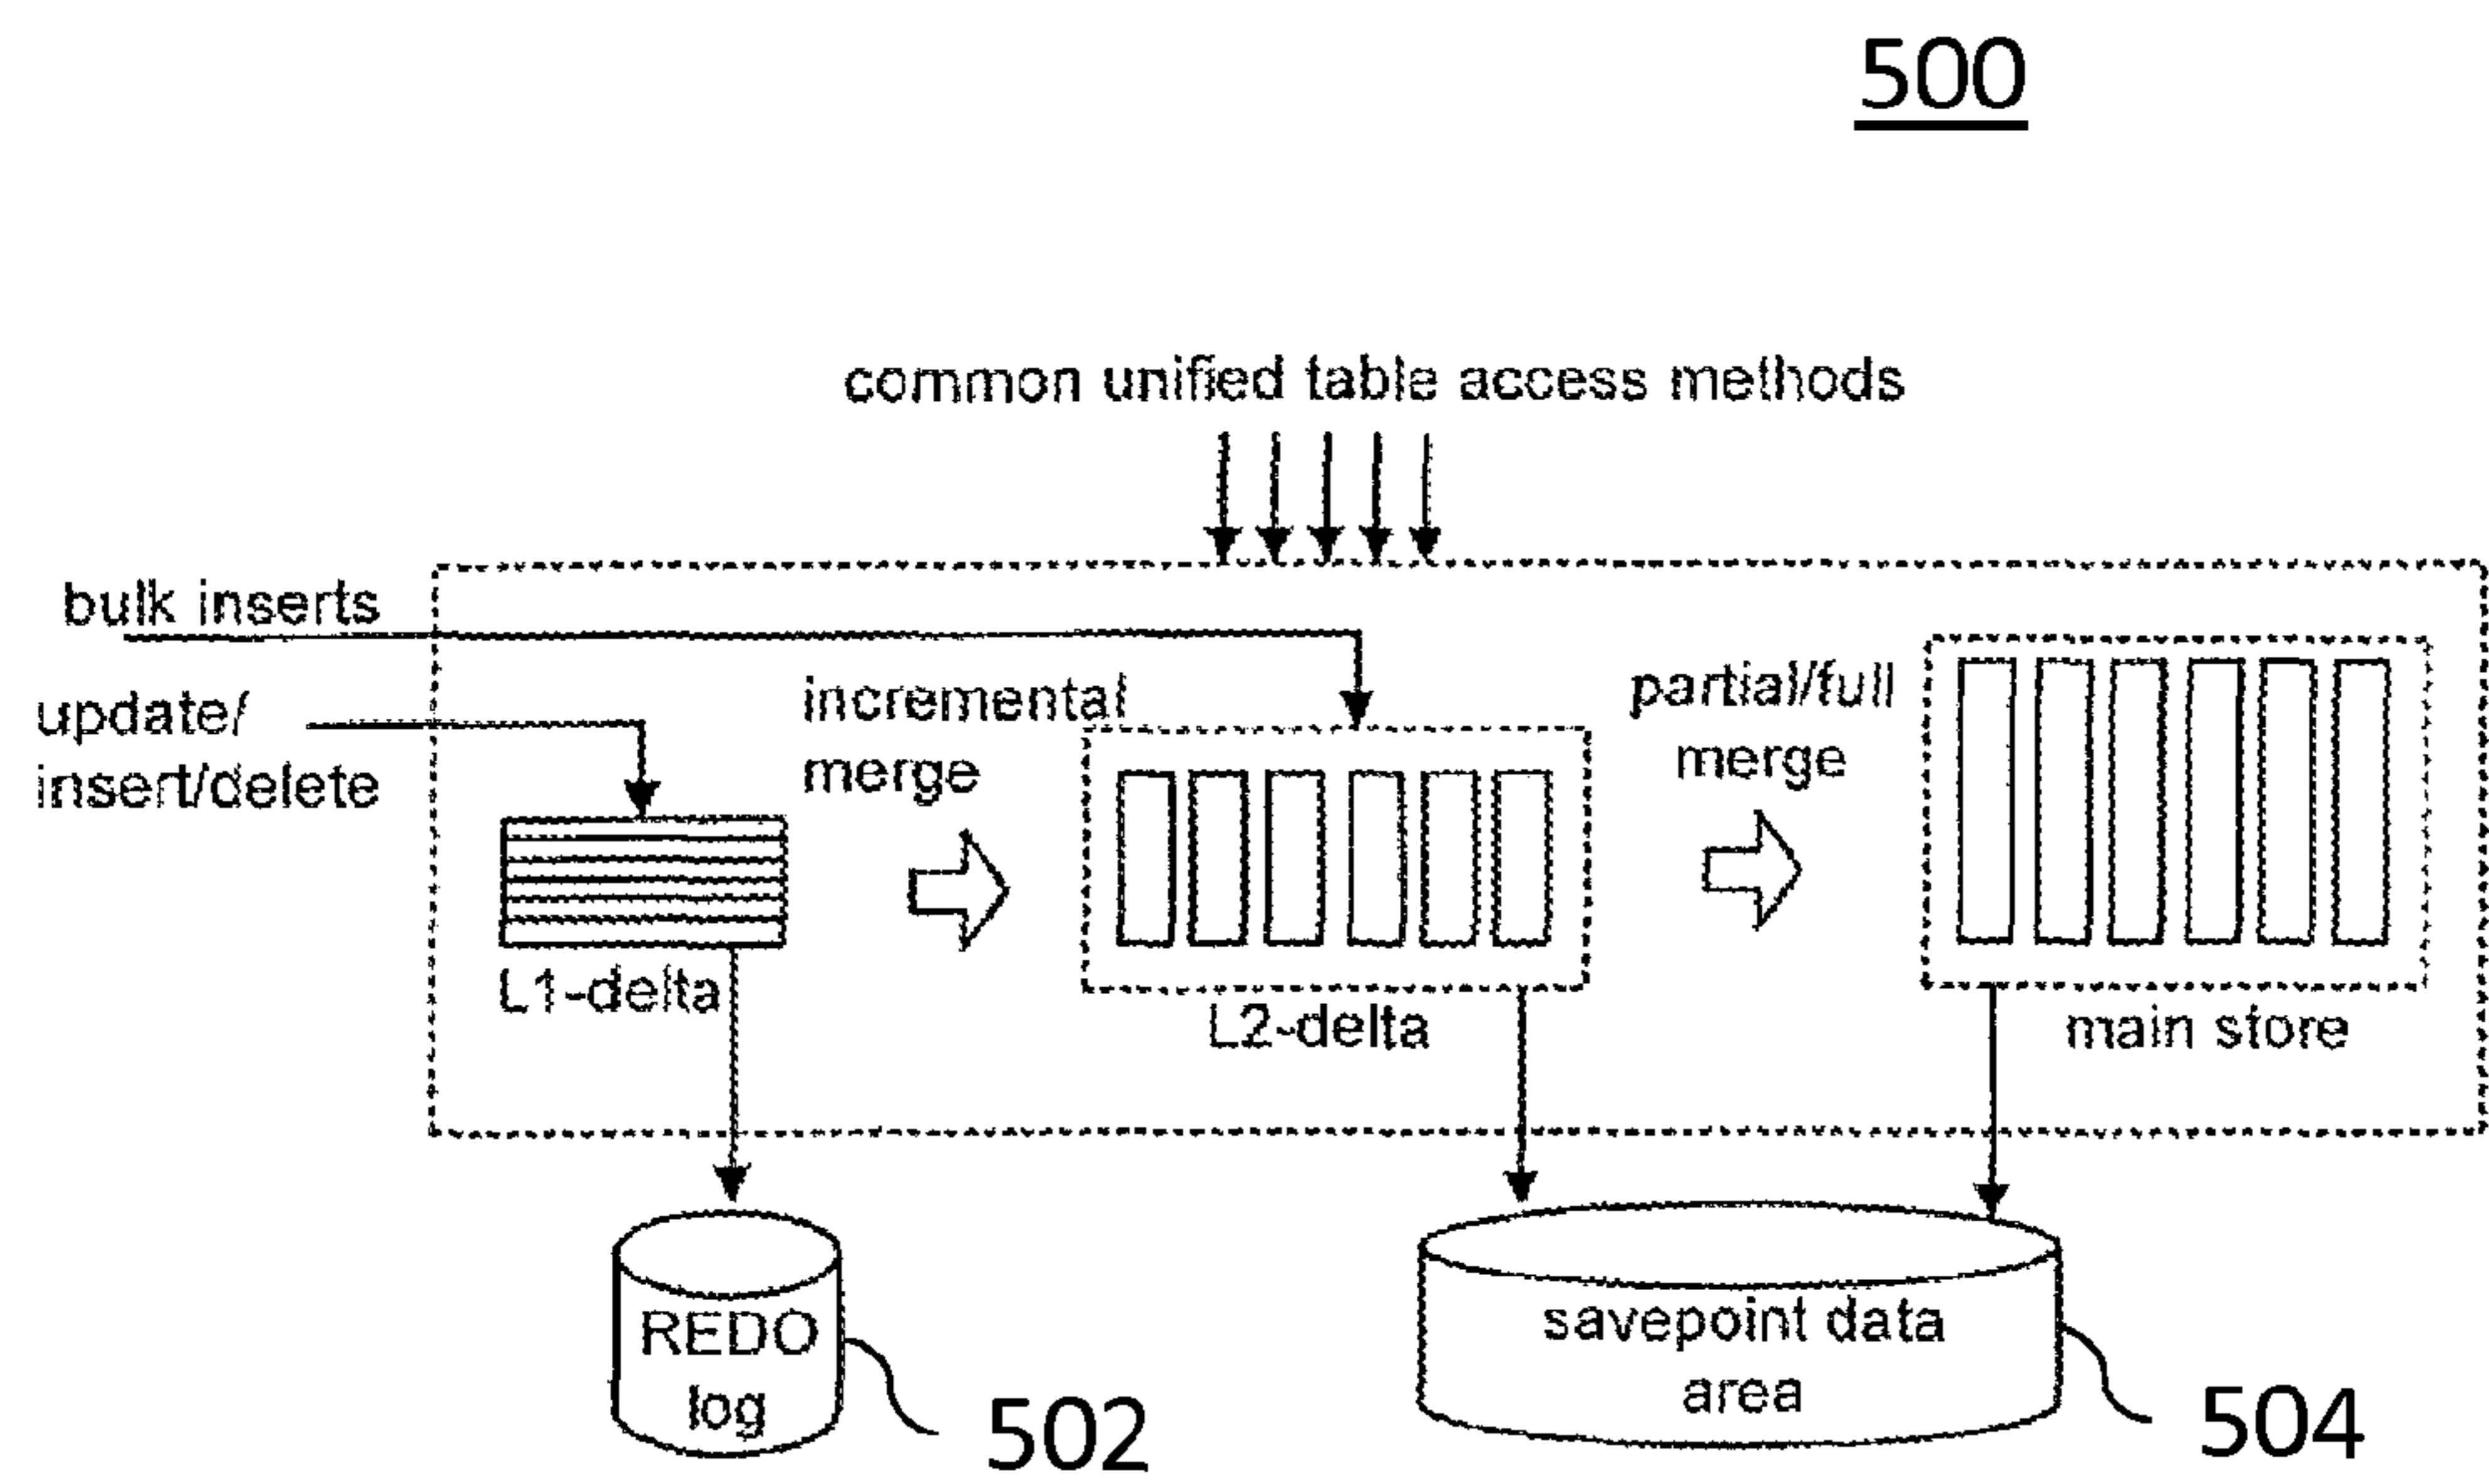 500
common unified table access methods
bulk inserts
update/
insert/delete
incremental
merge
partial/full
merge
L1-delta
L2-delta
main store
REDO
log
savepoint data
area
502
504